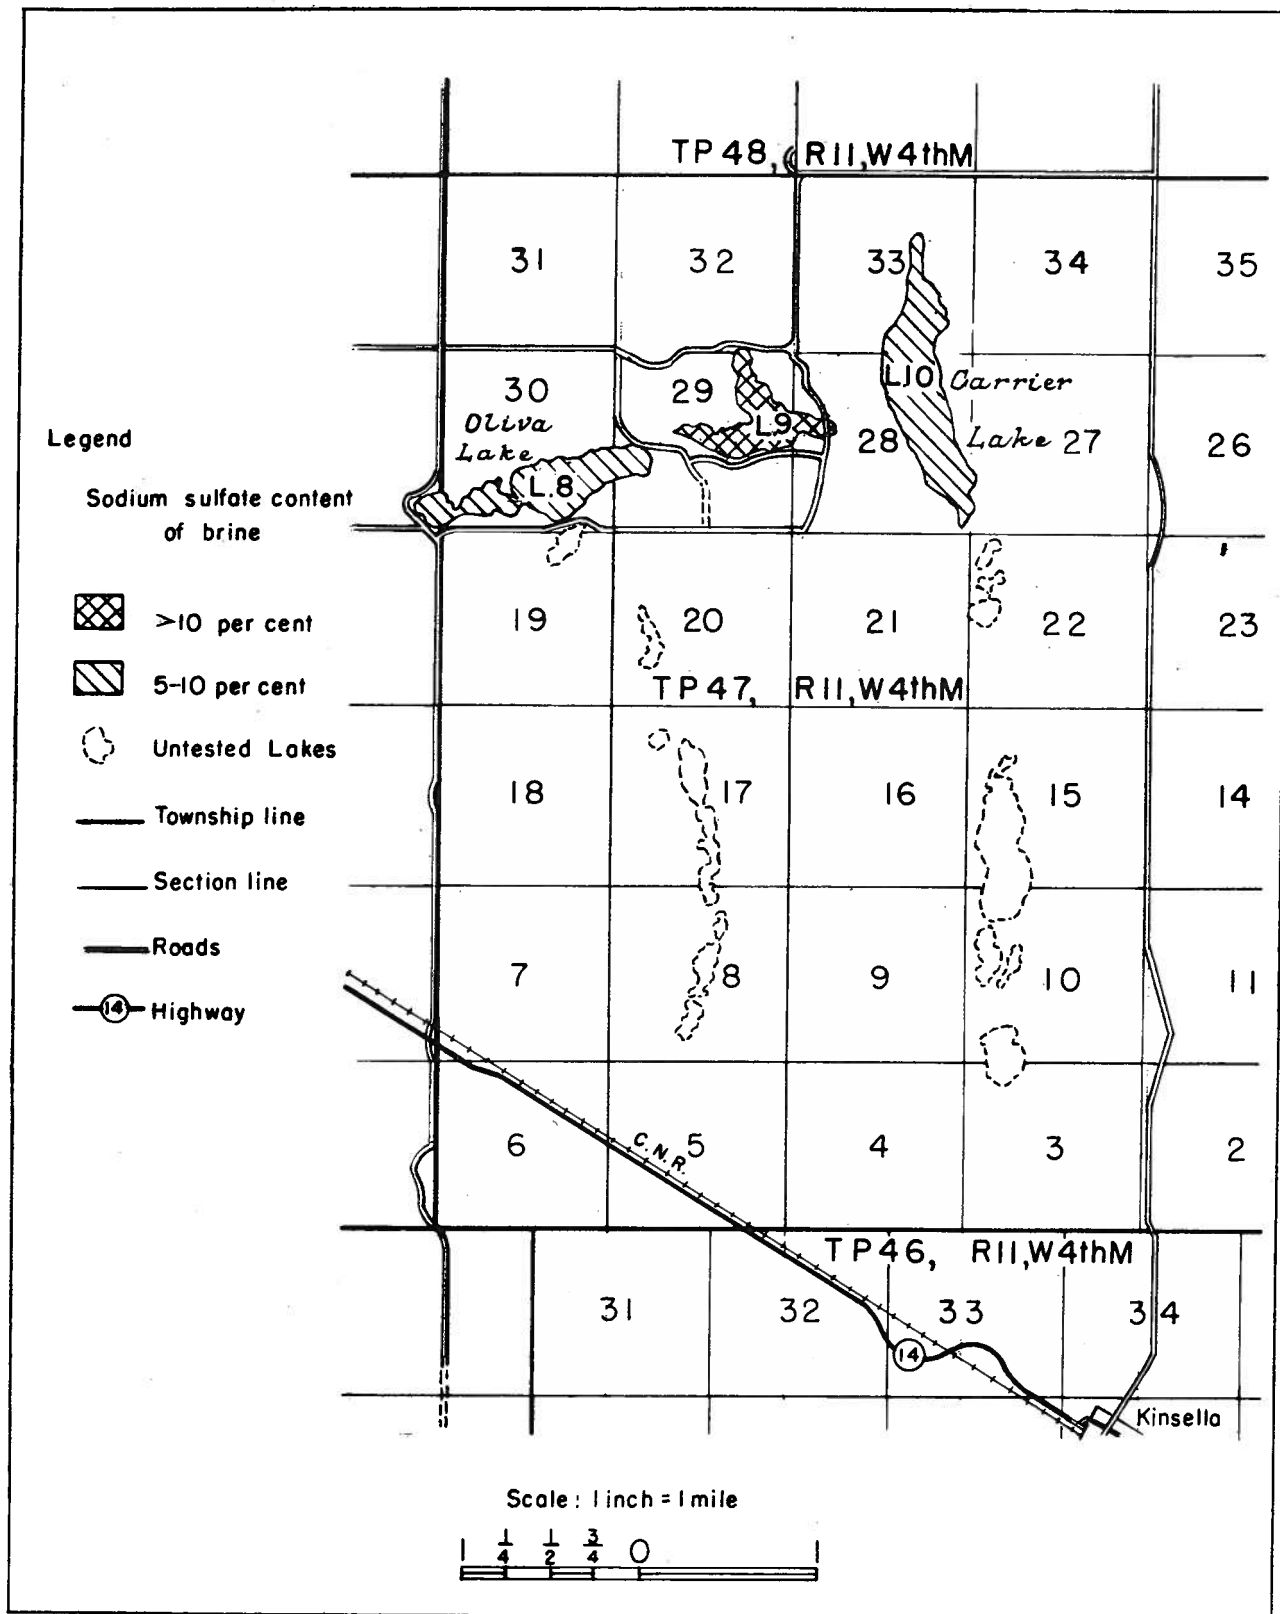 TP 48, R11, W4thM
31 32 33 34 35
30 29 28 27 26
Oliva
Lake
L.8
L.9
L.10 Carrier
Lake
Legend
Sodium sulfate content
of brine
>10 per cent
5-10 per cent
Untested Lakes
Township line
Section line
Roads
14 Highway
19 20 21 22 23
TP 47, R11, W4thM
18 17 16 15 14
7 8 9 10 11
6 5 4 3 2
C.N.R.
TP 46, R11, W4thM
31 32 33 34
14
Kinsella
Scale: 1 inch = 1 mile
1 1/4 1/2 3/4 0 1